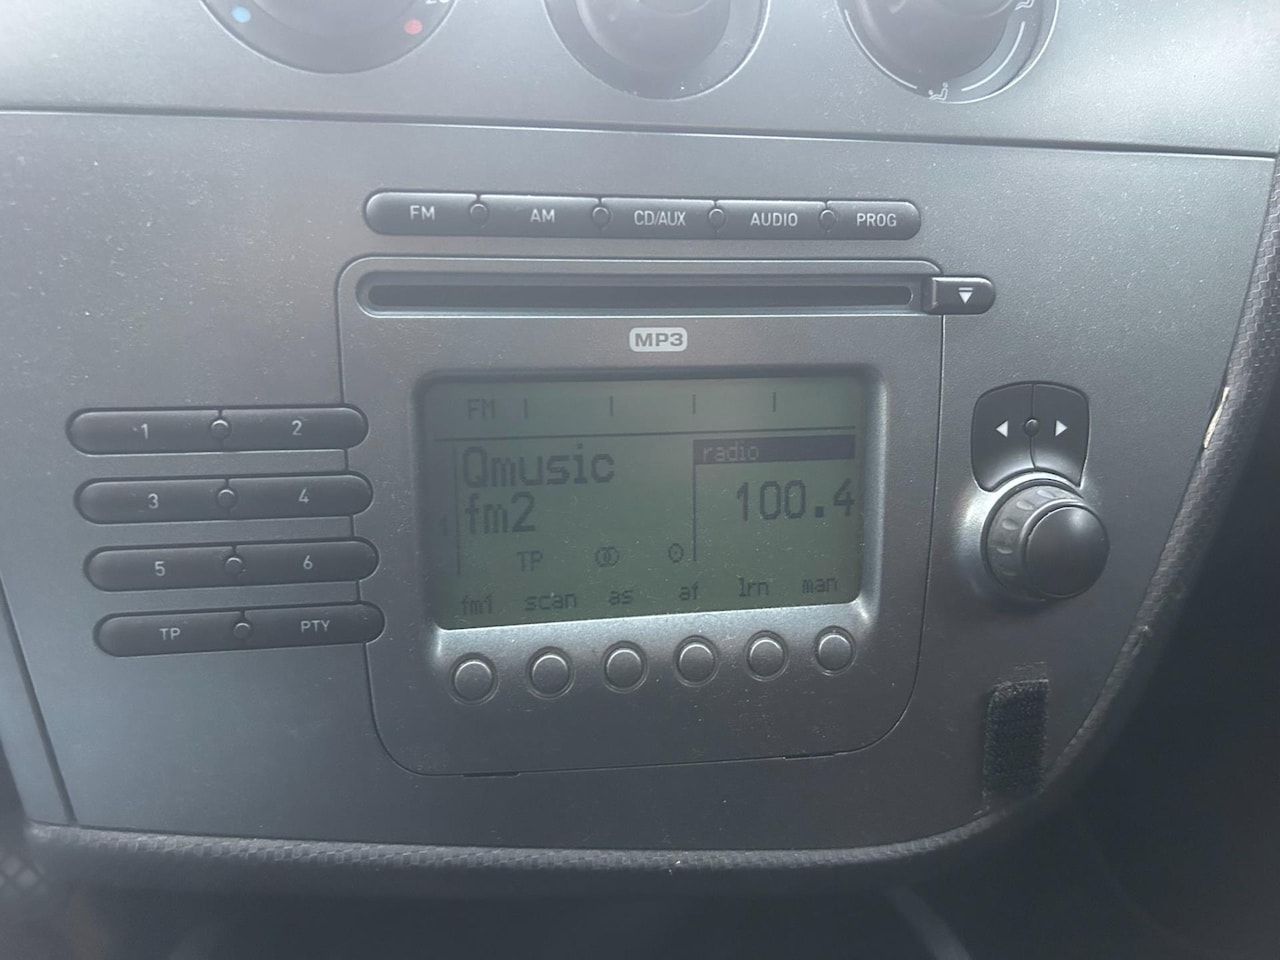 FM AM CD/AUX AUDIO PROG
MP3
1 2
3 4
5 6
TP PTY
FM
Qmusic
fm2
radio
100.4
TP
fm1 scan as af lrn man